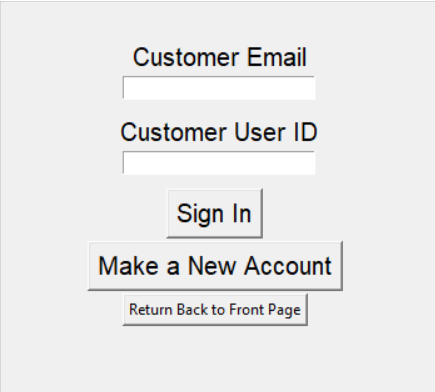 Customer Email
Customer User ID
Sign In
Make a New Account
Return Back to Front Page